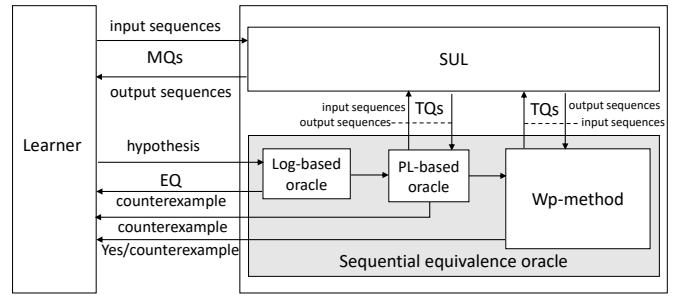 input sequences
MQs
output sequences
SUL
input sequences
output sequences
TQs
TQs
output sequences
input sequences
Learner
hypothesis
EQ
counterexample
counterexample
Yes/counterexample
Log-based
oracle
PL-based
oracle
Wp-method
Sequential equivalence oracle